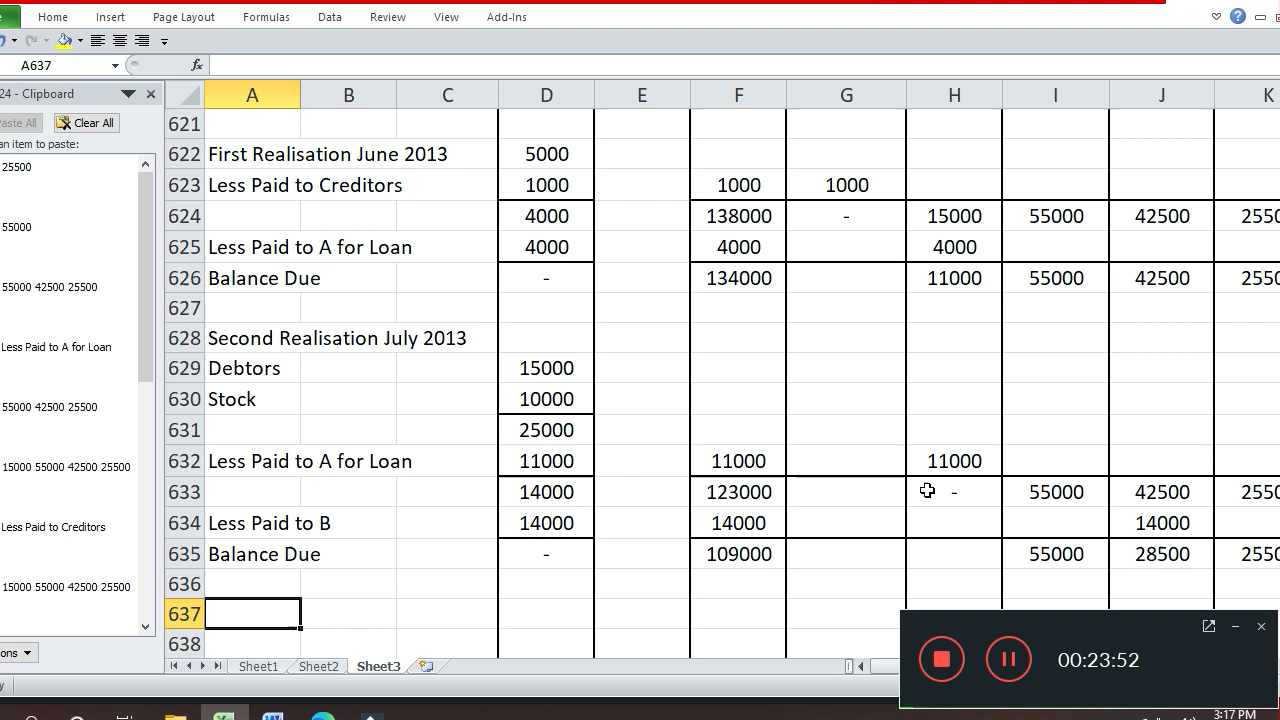 Home Insert Page Layout Formulas Data Review View Add-Ins
A637 fx
24 - Clipboard
Paste All Clear All
an item to paste:
25500
55000
55000 42500 25500
Less Paid to A for Loan
55000 42500 25500
15000 55000 42500 25500
Less Paid to Creditors
15000 55000 42500 25500
ons
A B C D E F G H I J K
621
622 First Realisation June 2013 5000
623 Less Paid to Creditors 1000 1000 1000
624 4000 138000 - 15000 55000 42500 2550
625 Less Paid to A for Loan 4000 4000 4000
626 Balance Due - 134000 11000 55000 42500 2550
627
628 Second Realisation July 2013
629 Debtors 15000
630 Stock 10000
631 25000
632 Less Paid to A for Loan 11000 11000 11000
633 14000 123000 - 55000 42500 2550
634 Less Paid to B 14000 14000 14000
635 Balance Due - 109000 55000 28500 2550
636
637
638
Sheet1 Sheet2 Sheet3
00:23:52
3:17 PM